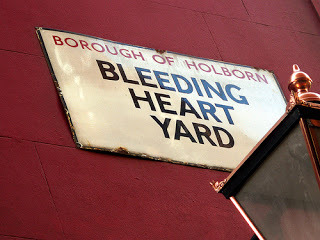 BOROUGH OF HOLBORN
BLEEDING
HEART
YARD